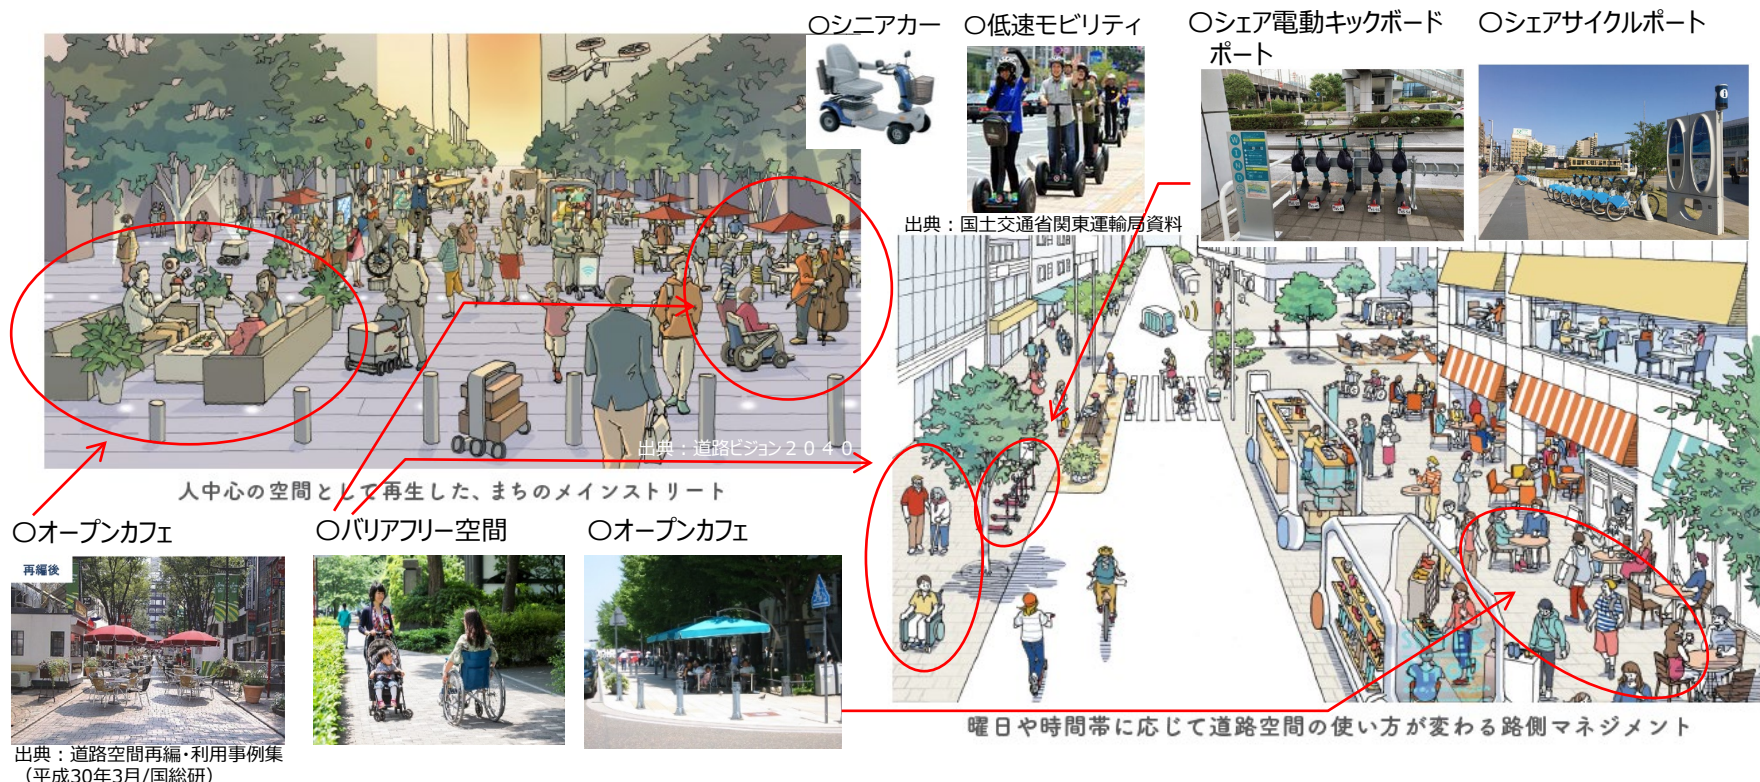 〇シニアカー
〇低速モビリティ
〇シェア電動キックボード
ポート
〇シェアサイクルポート
出典：国土交通省関東運輸局資料
出典：道路ビジョン２０４０
人中心の空間として再生した、まちのメインストリート
〇オープンカフェ
〇バリアフリー空間
〇オープンカフェ
再編後
出典：道路空間再編・利用事例集
（平成30年3月/国総研）
曜日や時間帯に応じて道路空間の使い方が変わる路側マネジメント